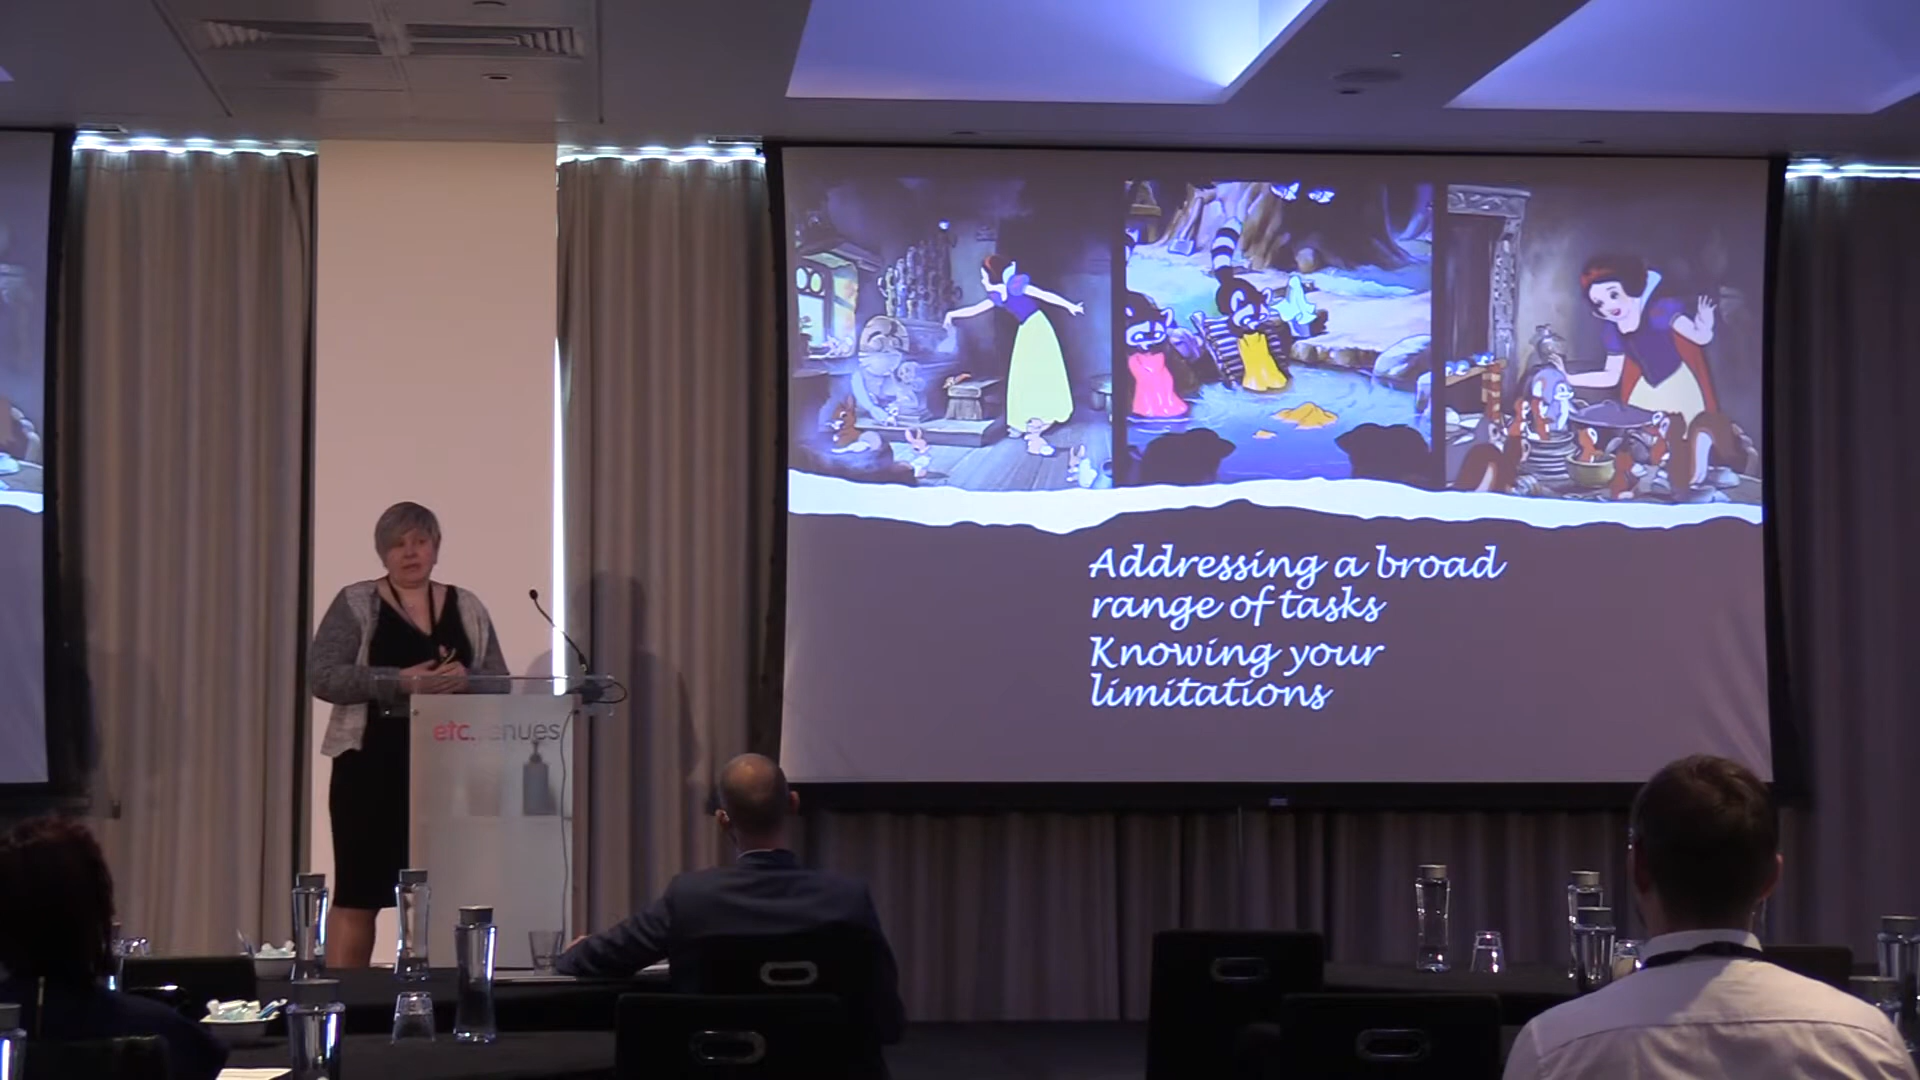 Addressing a broad
range of tasks
Knowing your
limitations
etc.venues